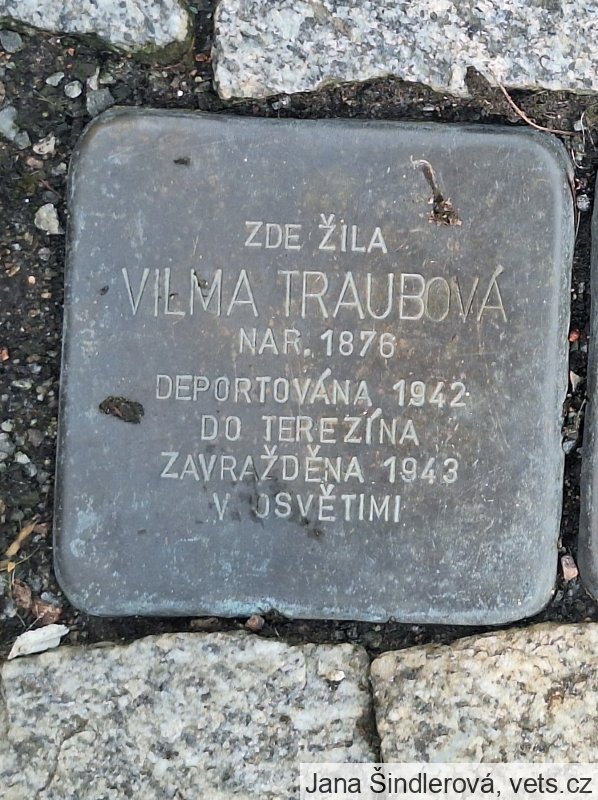 ZDE ŽILA
VILMA TRAUBOVÁ
NAR. 1876
DEPORTOVÁNA 1942
DO TEREZÍNA
ZAVRAŽDĚNA 1943
V OSVĚTIMI
Jana Šindlerová, vets.cz